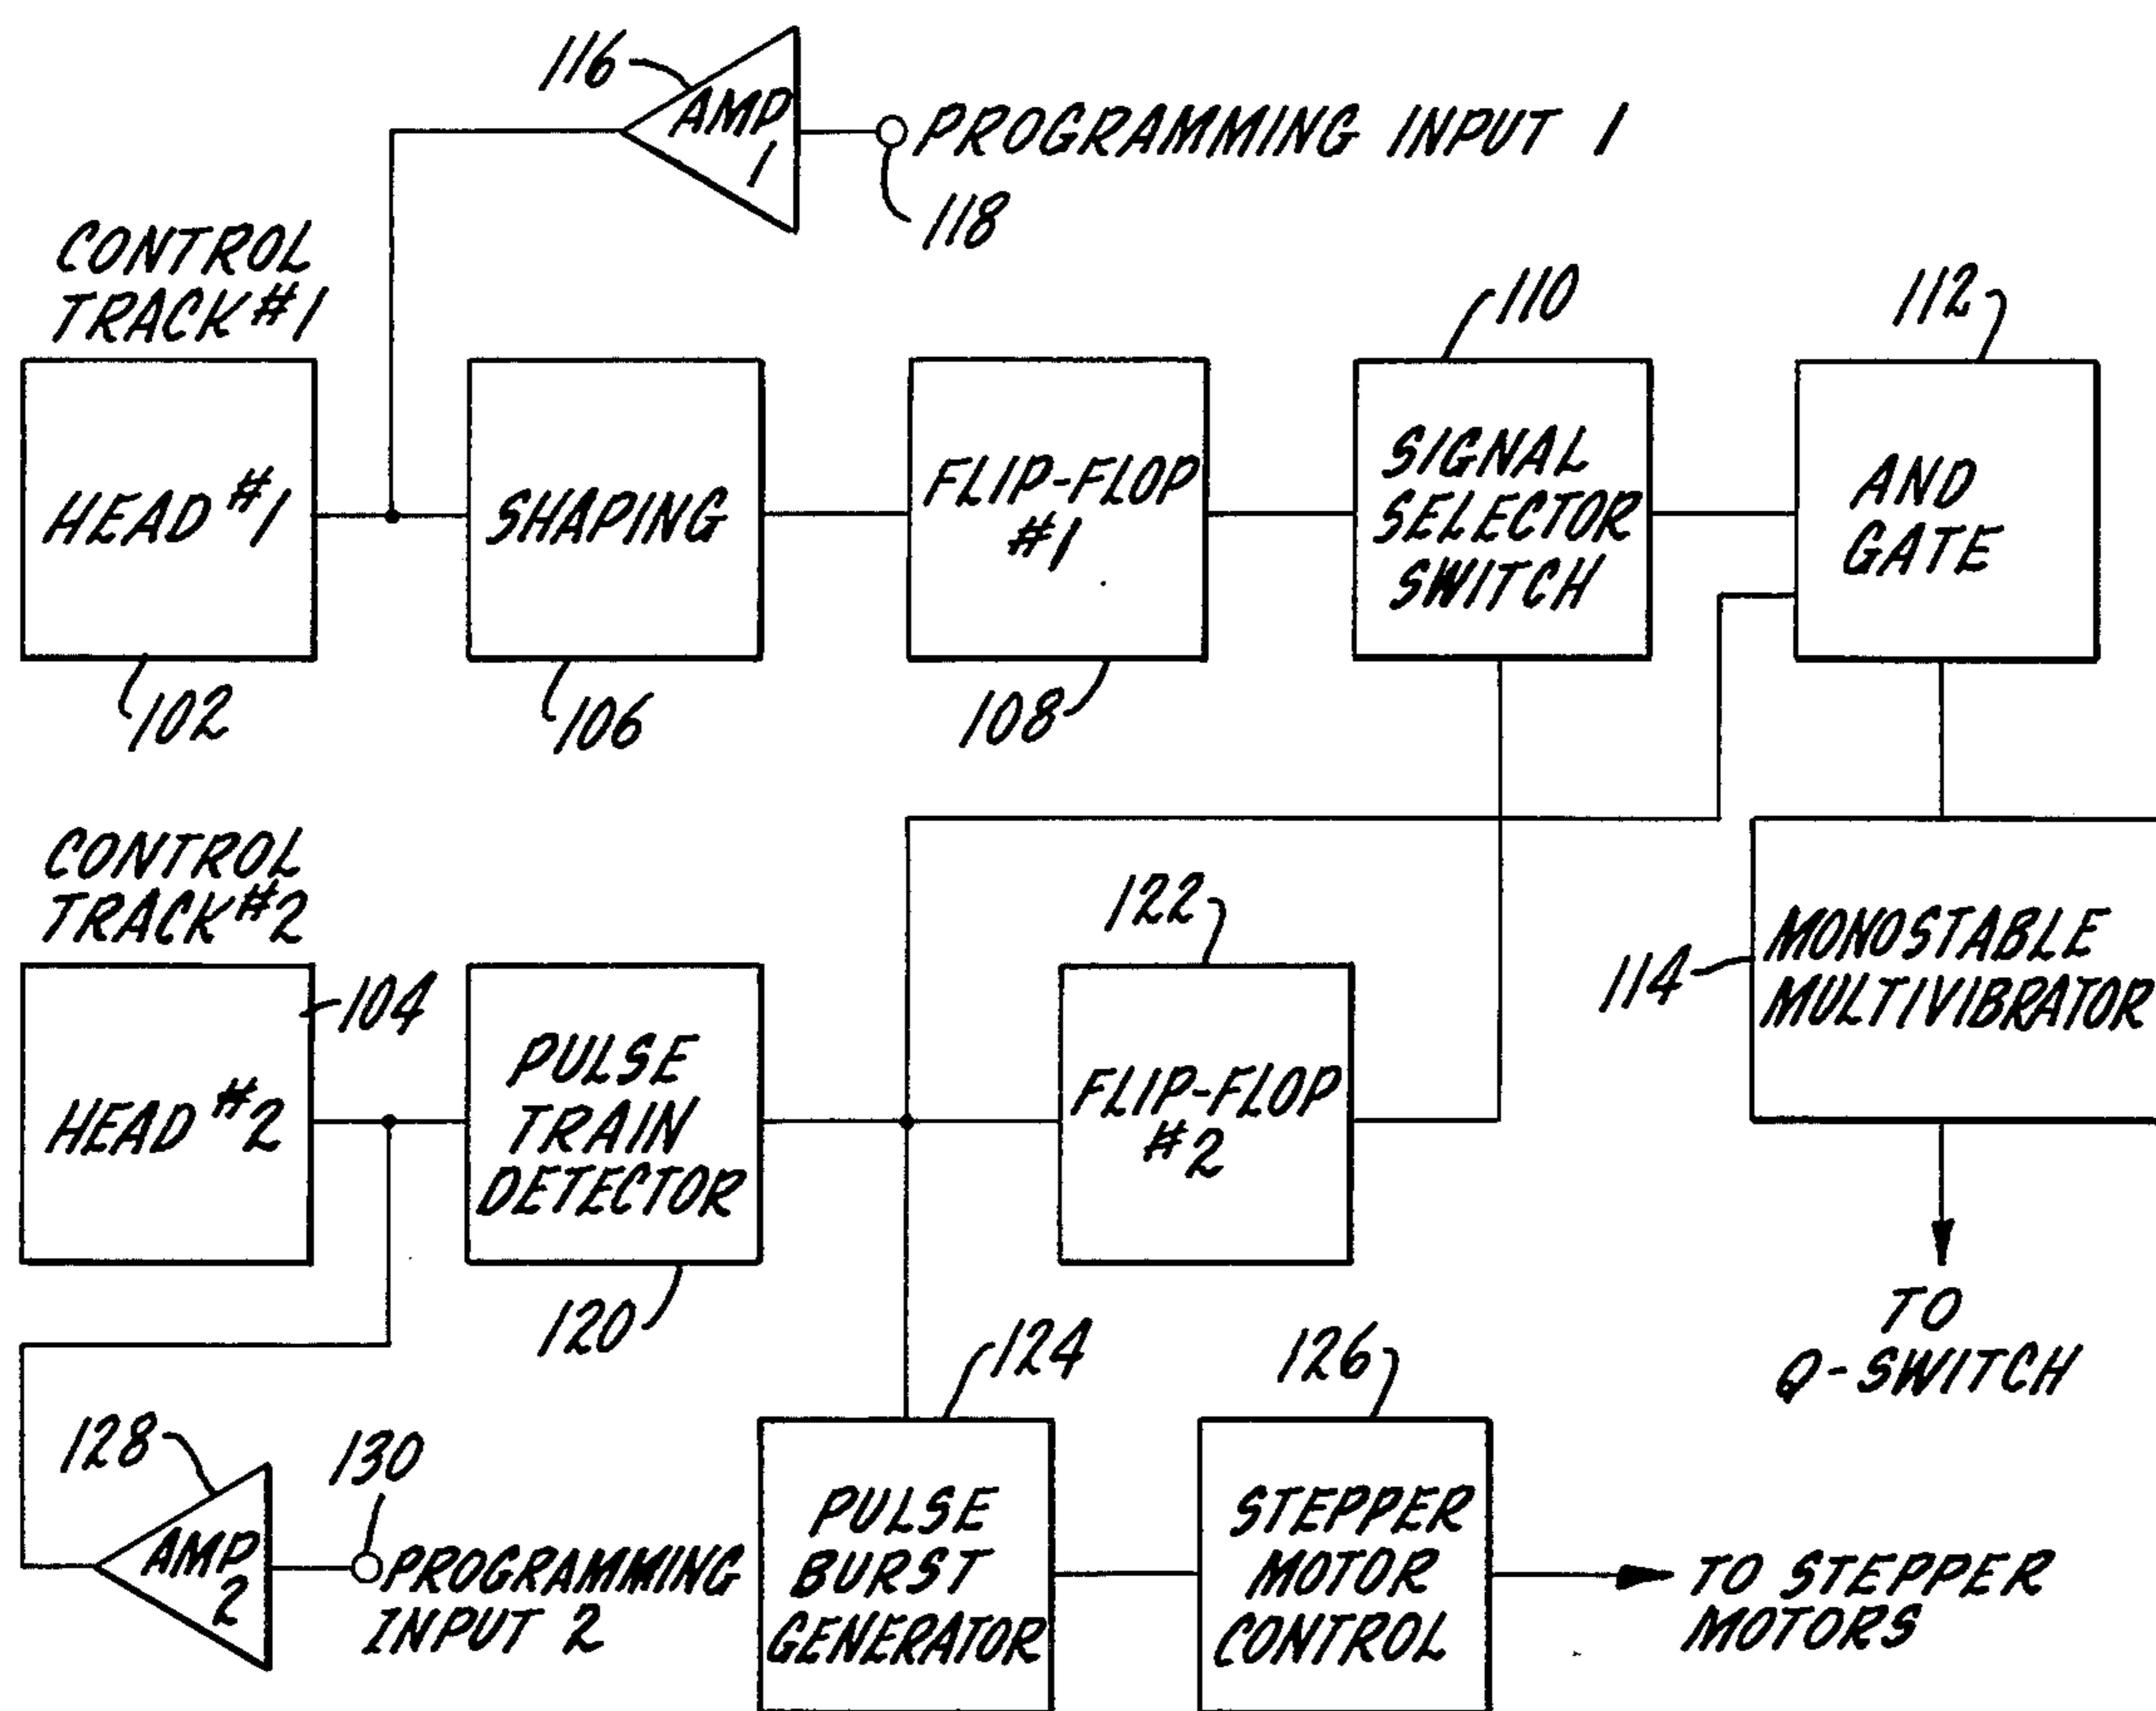 116
AMP
1
PROGRAMMING INPUT 1
118
CONTROL
TRACK #1
110
112
HEAD #1
SHAPING
FLIP-FLOP
#1
SIGNAL
SELECTOR
SWITCH
AND
GATE
102
106
108
CONTROL
TRACK #2
122
104
114
MONOSTABLE
MULTIVIBRATOR
HEAD #2
PULSE
TRAIN
DETECTOR
FLIP-FLOP
#2
120
TO
Q-SWITCH
124
126
128
130
AMP
2
PROGRAMMING
INPUT 2
PULSE
BURST
GENERATOR
STEPPER
MOTOR
CONTROL
TO STEPPER
MOTORS